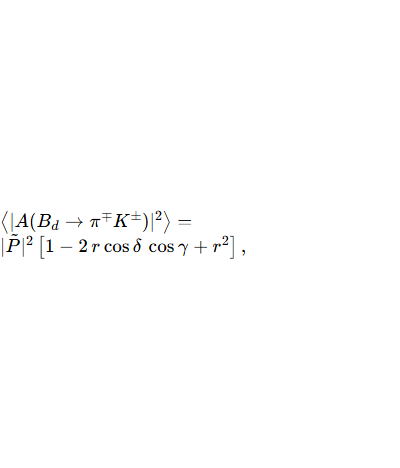 ⟨|A(B_d → π^∓ K^±)|^2⟩ =
|P̃|^2 [1 − 2 r cos δ cos γ + r^2] ,